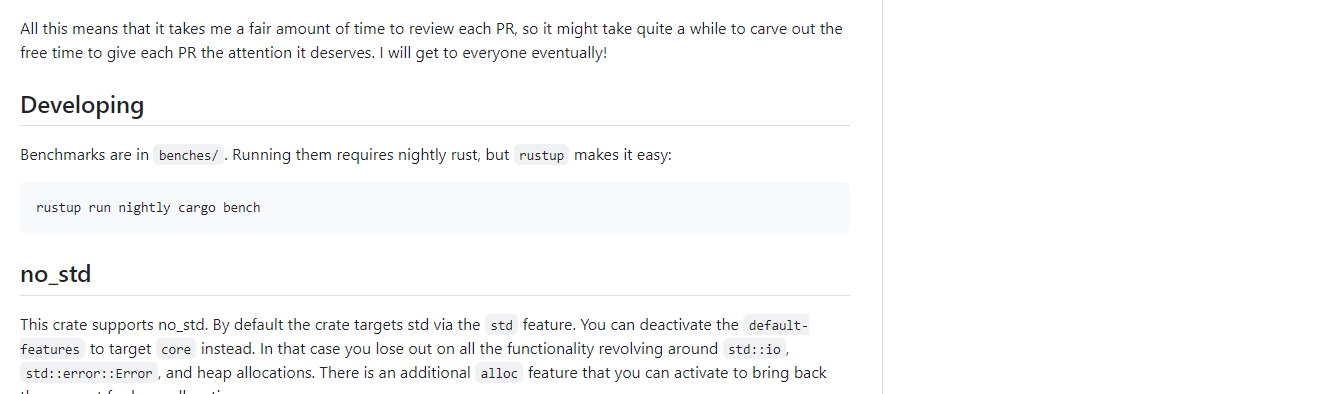 All this means that it takes me a fair amount of time to review each PR, so it might take quite a while to carve out the
free time to give each PR the attention it deserves. I will get to everyone eventually!
Developing
Benchmarks are in benches/ . Running them requires nightly rust, but rustup makes it easy:
rustup run nightly cargo bench
no_std
This crate supports no_std. By default the crate targets std via the std feature. You can deactivate the default-
features to target core instead. In that case you lose out on all the functionality revolving around std::io ,
std::error::Error , and heap allocations. There is an additional alloc feature that you can activate to bring back